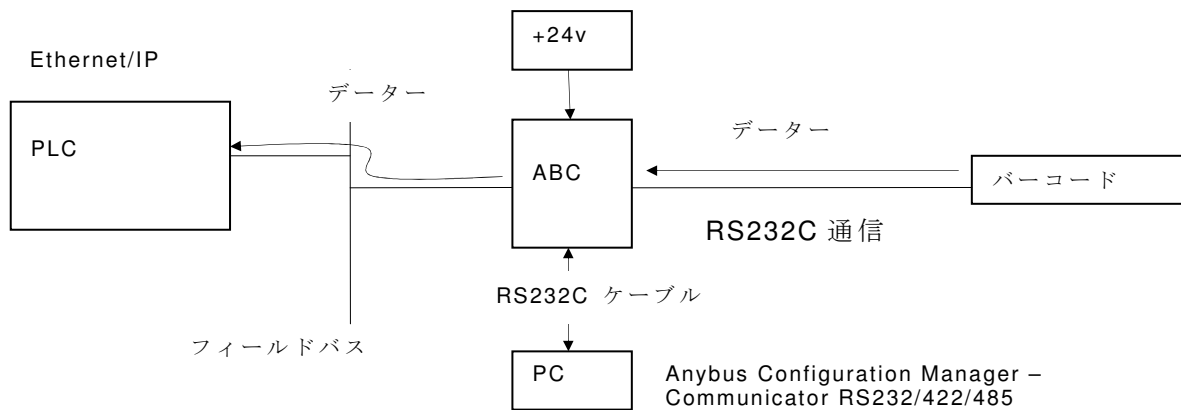 +24v
Ethernet/IP
データー
PLC
ABC
データー
バーコード
RS232C 通信
RS232C ケーブル
フィールドバス
PC
Anybus Configuration Manager –
Communicator RS232/422/485